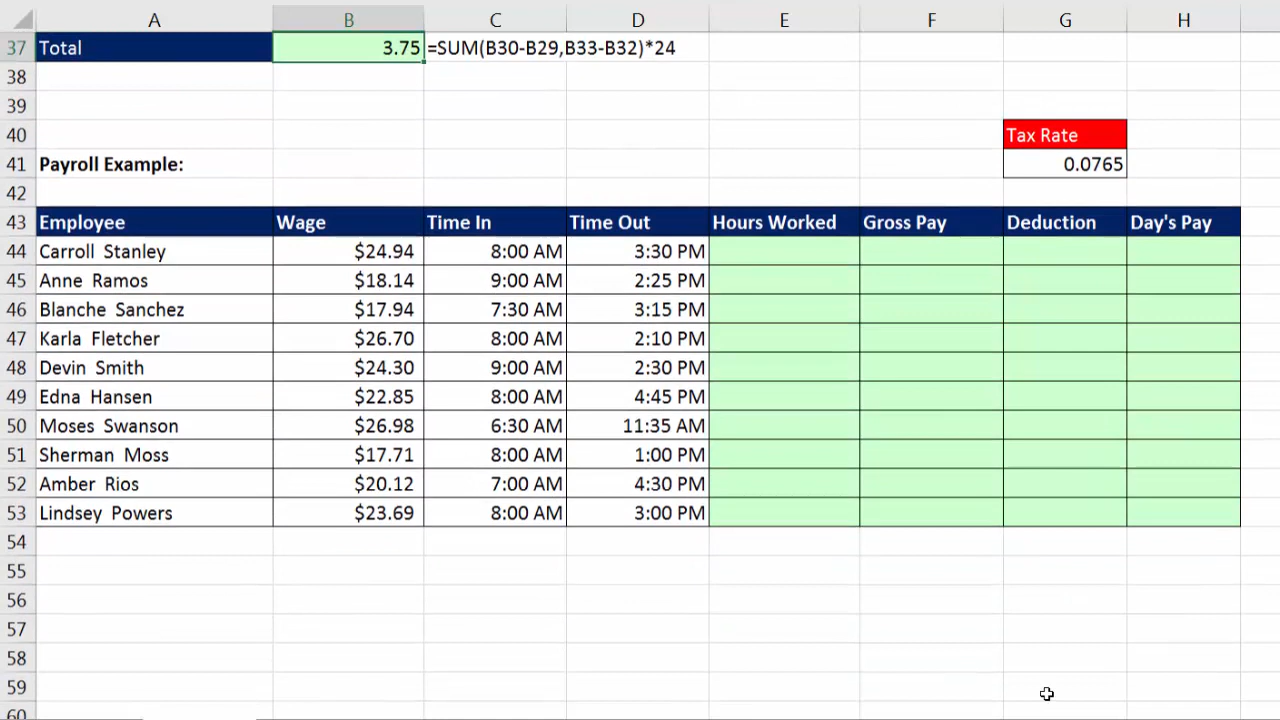 A B C D E F G H
37 Total 3.75 =SUM(B30-B29,B33-B32)*24
38
39
40 Tax Rate
41 Payroll Example: 0.0765
42
43 Employee Wage Time In Time Out Hours Worked Gross Pay Deduction Day's Pay
44 Carroll Stanley $24.94 8:00 AM 3:30 PM
45 Anne Ramos $18.14 9:00 AM 2:25 PM
46 Blanche Sanchez $17.94 7:30 AM 3:15 PM
47 Karla Fletcher $26.70 8:00 AM 2:10 PM
48 Devin Smith $24.30 9:00 AM 2:30 PM
49 Edna Hansen $22.85 8:00 AM 4:45 PM
50 Moses Swanson $26.98 6:30 AM 11:35 AM
51 Sherman Moss $17.71 8:00 AM 1:00 PM
52 Amber Rios $20.12 7:00 AM 4:30 PM
53 Lindsey Powers $23.69 8:00 AM 3:00 PM
54
55
56
57
58
59
60